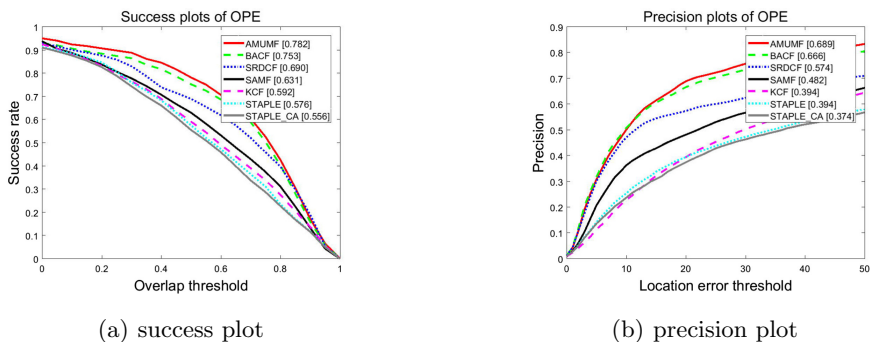 Success plots of OPE
AMUMF [0.782]
BACF [0.753]
SRDCF [0.690]
SAMF [0.631]
KCF [0.592]
STAPLE [0.576]
STAPLE_CA [0.556]
Success rate
1
0.9
0.8
0.7
0.6
0.5
0.4
0.3
0.2
0.1
0
0
0.2
0.4
0.6
0.8
1
Overlap threshold
(a) success plot
Precision plots of OPE
AMUMF [0.689]
BACF [0.666]
SRDCF [0.574]
SAMF [0.482]
KCF [0.394]
STAPLE [0.394]
STAPLE_CA [0.374]
Precision
0.9
0.8
0.7
0.6
0.5
0.4
0.3
0.2
0.1
0
0
10
20
30
40
50
Location error threshold
(b) precision plot